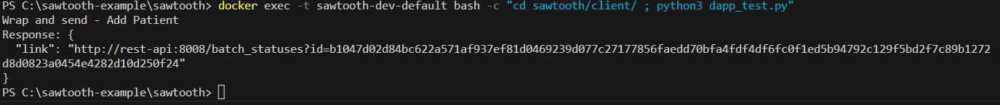 PS C:\sawtooth-example\sawtooth> docker exec -t sawtooth-dev-default bash -c "cd sawtooth/client/ ; python3 dapp_test.py"
Wrap and send - Add Patient
Response: {
  "link": "http://rest-api:8008/batch_statuses?id=b1047d02d84bc622a571af937ef81d0469239d077c27177856faedd70bfa4fdf4df6fc0f1ed5b94792c129f5bd2f7c89b1272
d8d0823a0454e4282d10d250f24"
}
PS C:\sawtooth-example\sawtooth>